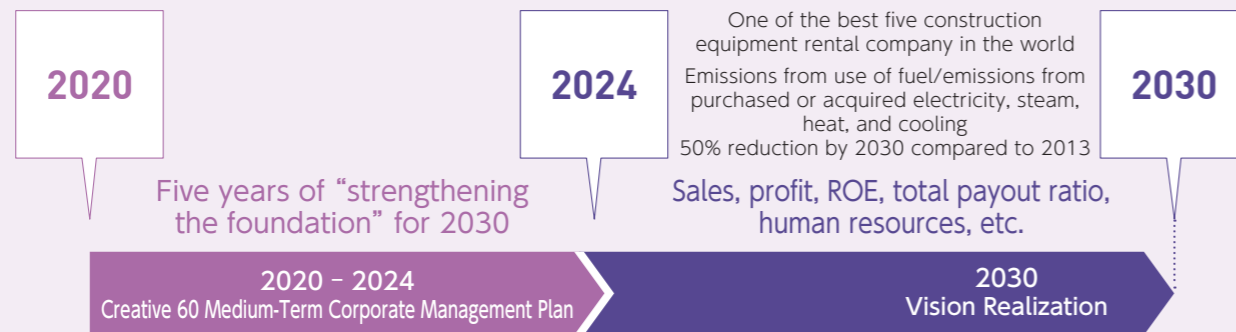 2020
2024
One of the best five construction
equipment rental company in the world
Emissions from use of fuel/emissions from
purchased or acquired electricity, steam,
heat, and cooling
50% reduction by 2030 compared to 2013
2030
Five years of “strengthening
the foundation” for 2030
Sales, profit, ROE, total payout ratio,
human resources, etc.
2020 – 2024
Creative 60 Medium-Term Corporate Management Plan
2030
Vision Realization